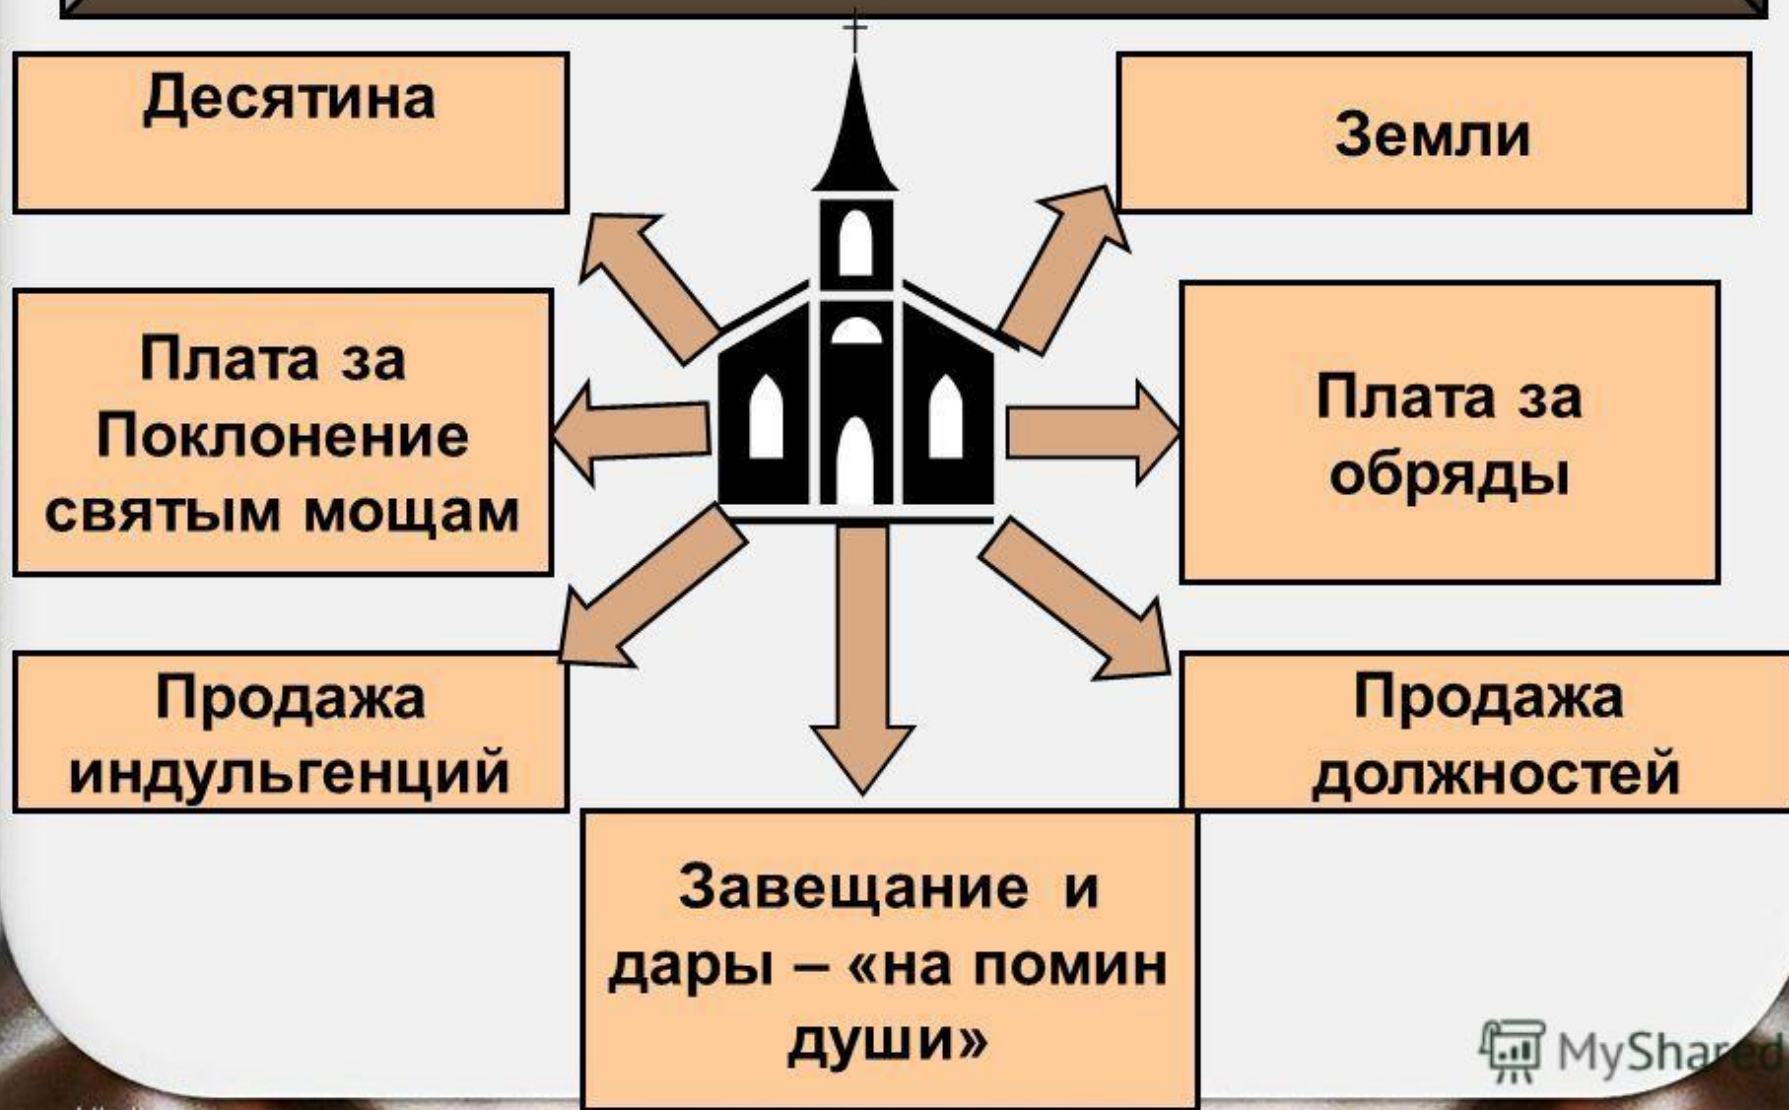 Десятина
Земли
Плата за
Поклонение
святым мощам
Плата за
обряды
Продажа
индульгенций
Продажа
должностей
Завещание и
дары – «на помин
души»
MyShared